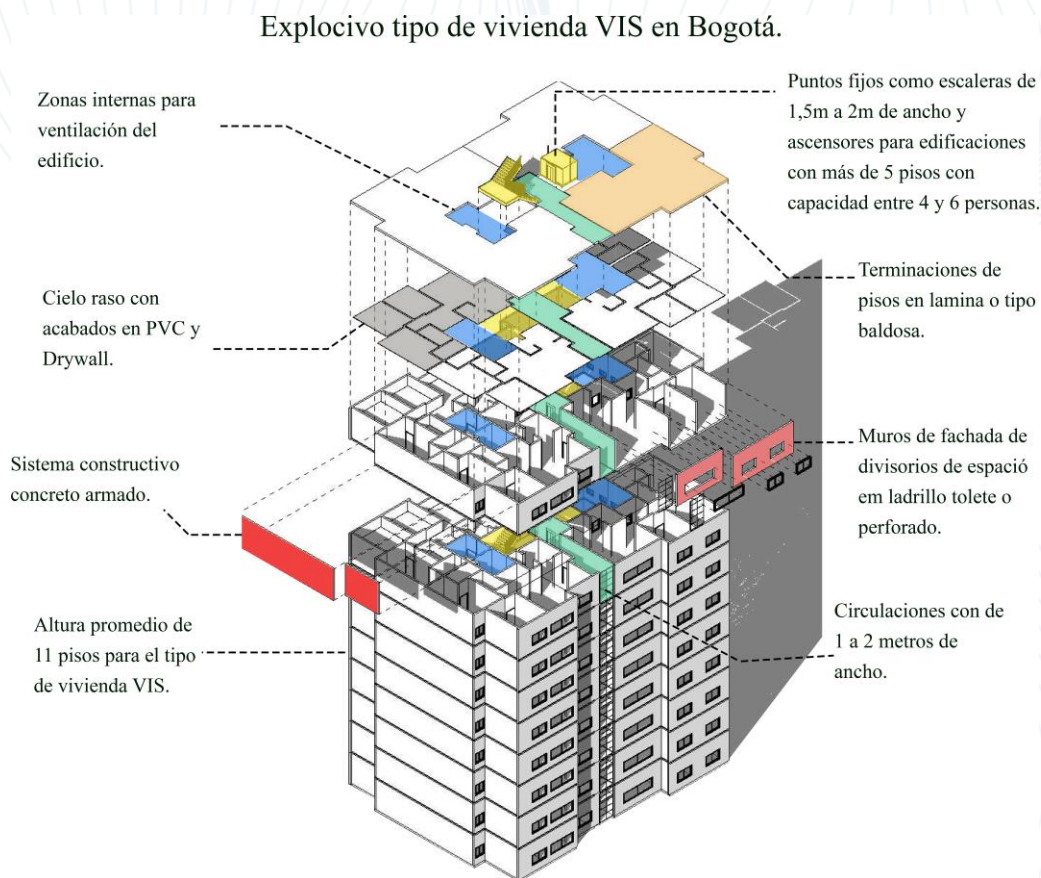 Explocivo tipo de vivienda VIS en Bogotá.
Zonas internas para
ventilación del
edificio.
Puntos fijos como escaleras de
1,5m a 2m de ancho y
ascensores para edificaciones
con más de 5 pisos con
capacidad entre 4 y 6 personas.
Cielo raso con
acabados en PVC y
Drywall.
Terminaciones de
pisos en lamina o tipo
baldosa.
Sistema constructivo
concreto armado.
Muros de fachada de
divisorios de espació
em ladrillo tolete o
perforado.
Altura promedio de
11 pisos para el tipo
de vivienda VIS.
Circulaciones con de
1 a 2 metros de
ancho.